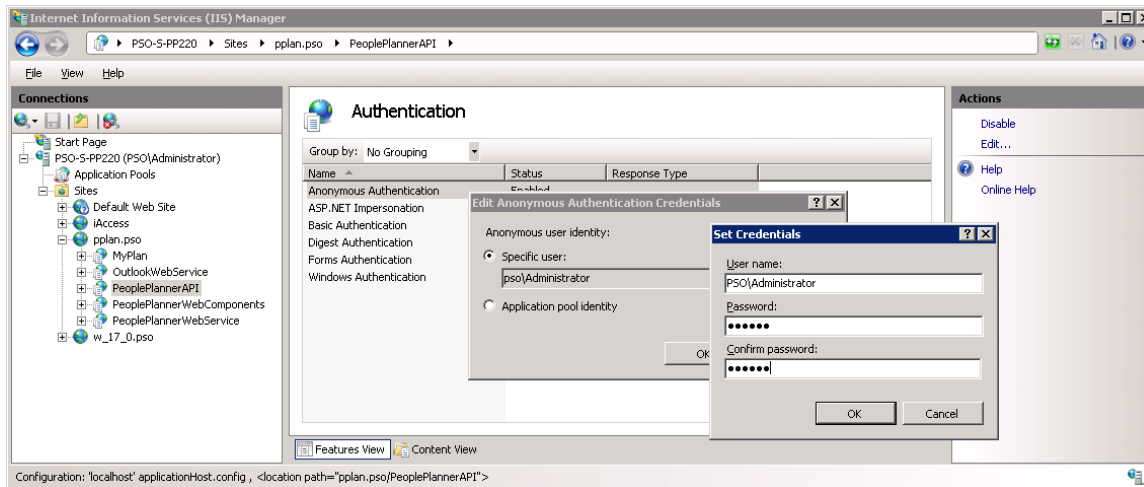 Internet Information Services (IIS) Manager
PSO-S-PP220 Sites pplan.pso PeoplePlannerAPI
File View Help
Connections
Start Page
PSO-S-PP220 (PSO\Administrator)
Application Pools
Sites
Default Web Site
iAccess
pplan.pso
MyPlan
OutlookWebService
PeoplePlannerAPI
PeoplePlannerWebComponents
PeoplePlannerWebService
w_17_0.pso
Authentication
Group by: No Grouping
Name Status Response Type
Anonymous Authentication Enabled
ASP.NET Impersonation
Basic Authentication
Digest Authentication
Forms Authentication
Windows Authentication
Edit Anonymous Authentication Credentials
Anonymous user identity:
Specific user:
pso\Administrator
Application pool identity
OK
Set Credentials
User name:
PSO\Administrator
Password:
••••••
Confirm password:
••••••
OK Cancel
Actions
Disable
Edit...
Help
Online Help
Features View Content View
Configuration: 'localhost' applicationHost.config , <location path="pplan.pso/PeoplePlannerAPI">